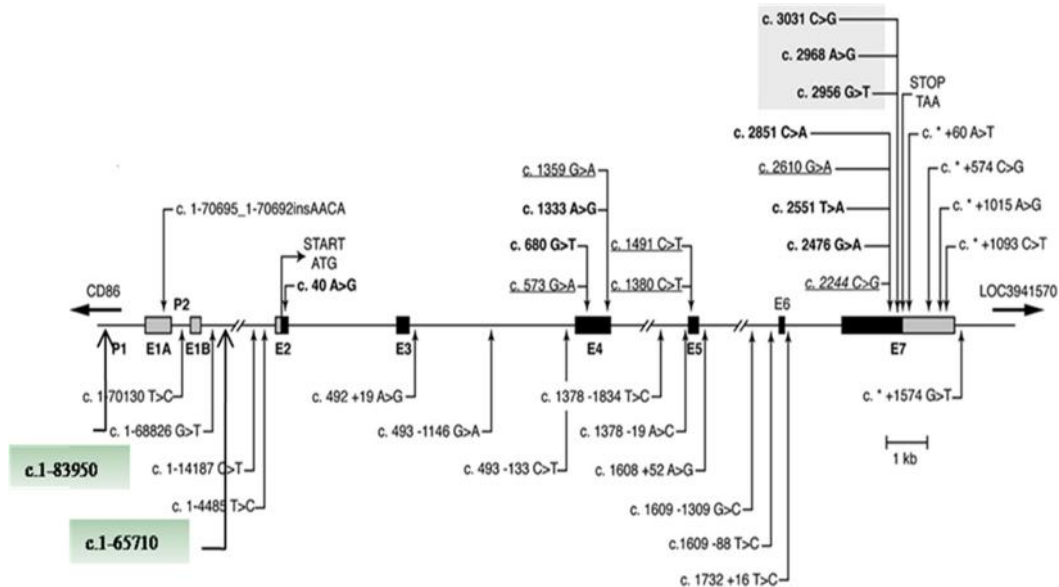 c. 3031 C>G
c. 2968 A>G
c. 2956 G>T
STOP
TAA
c. 2851 C>A
c. * +60 A>T
c. 1359 G>A
c. 2610 G>A
c. * +574 C>G
c. 1-70695_1-70692insAACA
c. 1333 A>G
c. 2551 T>A
c. * +1015 A>G
START
ATG
c. 680 G>T
c. 1491 C>T
c. 2476 G>A
c. * +1093 C>T
CD86
P2
c. 40 A>G
c. 573 G>A
c. 1380 C>T
E6
c. 2244 C>G
LOC3941570
P1
E1A
E1B
E2
E3
E4
E5
E7
c. 1-70130 T>C
c. 492 +19 A>G
c. 1378 -1834 T>C
c. * +1574 G>T
c. 1-68826 G>T
c. 493 -1146 G>A
c. 1378 -19 A>C
1 kb
c.1-83950
c. 1-14187 C>T
c. 493 -133 C>T
c. 1608 +52 A>G
c. 1-4485 T>C
c. 1609 -1309 G>C
c.1-65710
c.1609 -88 T>C
c. 1732 +16 T>C